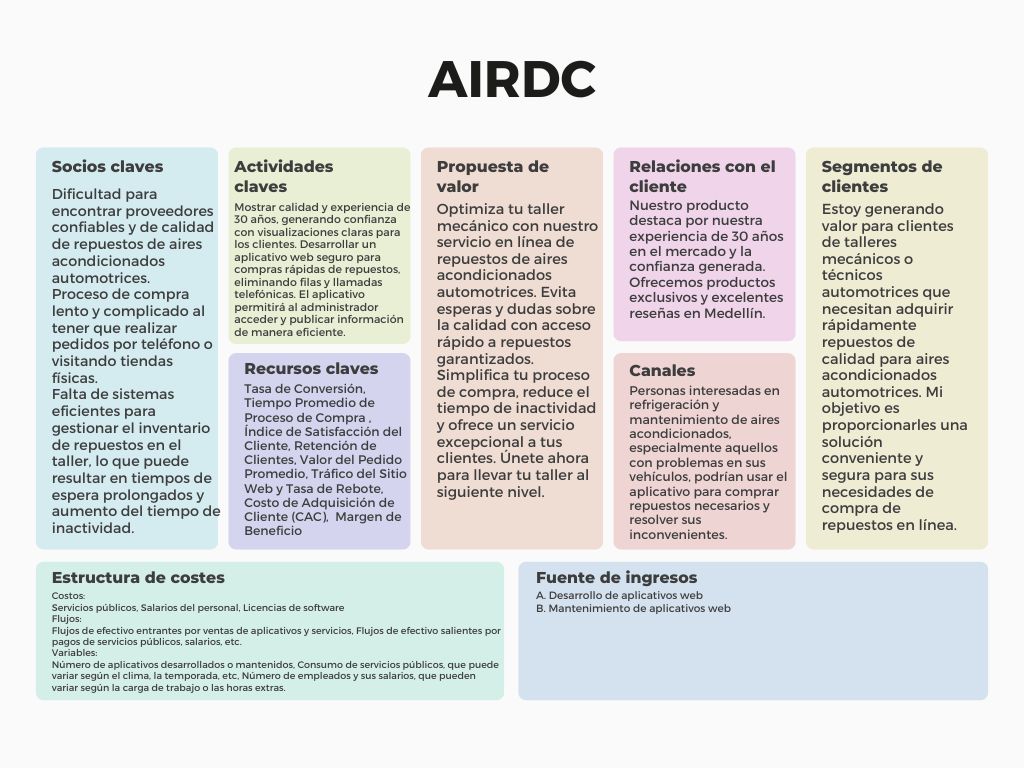 AIRDC
Socios claves
Dificultad para
encontrar proveedores
confiables y de calidad
de repuestos de aires
acondicionados
automotrices.
Proceso de compra
lento y complicado al
tener que realizar
pedidos por teléfono o
visitando tiendas
físicas.
Falta de sistemas
eficientes para
gestionar el inventario
de repuestos en el
taller, lo que puede
resultar en tiempos de
espera prolongados y
aumento del tiempo de
inactividad.
Actividades
claves
Mostrar calidad y experiencia de
30 años, generando confianza
con visualizaciones claras para
los clientes. Desarrollar un
aplicativo web seguro para
compras rápidas de repuestos,
eliminando filas y llamadas
telefónicas. El aplicativo
permitirá al administrador
acceder y publicar información
de manera eficiente.
Recursos claves
Tasa de Conversión,
Tiempo Promedio de
Proceso de Compra ,
Índice de Satisfacción del
Cliente, Retención de
Clientes, Valor del Pedido
Promedio, Tráfico del Sitio
Web y Tasa de Rebote,
Costo de Adquisición de
Cliente (CAC),  Margen de
Beneficio
Propuesta de
valor
Optimiza tu taller
mecánico con nuestro
servicio en línea de
repuestos de aires
acondicionados
automotrices. Evita
esperas y dudas sobre
la calidad con acceso
rápido a repuestos
garantizados.
Simplifica tu proceso
de compra, reduce el
tiempo de inactividad
y ofrece un servicio
excepcional a tus
clientes. Únete ahora
para llevar tu taller al
siguiente nivel.
Relaciones con el
cliente
Nuestro producto
destaca por nuestra
experiencia de 30 años
en el mercado y la
confianza generada.
Ofrecemos productos
exclusivos y excelentes
reseñas en Medellín.
Canales
Personas interesadas en
refrigeración y
mantenimiento de aires
acondicionados,
especialmente aquellos
con problemas en sus
vehículos, podrían usar el
aplicativo para comprar
repuestos necesarios y
resolver sus
inconvenientes.
Segmentos de
clientes
Estoy generando
valor para clientes
de talleres
mecánicos o
técnicos
automotrices que
necesitan adquirir
rápidamente
repuestos de
calidad para aires
acondicionados
automotrices. Mi
objetivo es
proporcionarles una
solución
conveniente y
segura para sus
necesidades de
compra de
repuestos en línea.
Estructura de costes
Costos:
Servicios públicos, Salarios del personal, Licencias de software
Flujos:
Flujos de efectivo entrantes por ventas de aplicativos y servicios, Flujos de efectivo salientes por
pagos de servicios públicos, salarios, etc.
Variables:
Número de aplicativos desarrollados o mantenidos, Consumo de servicios públicos, que puede
variar según el clima, la temporada, etc, Número de empleados y sus salarios, que pueden
variar según la carga de trabajo o las horas extras.
Fuente de ingresos
A. Desarrollo de aplicativos web
B. Mantenimiento de aplicativos web